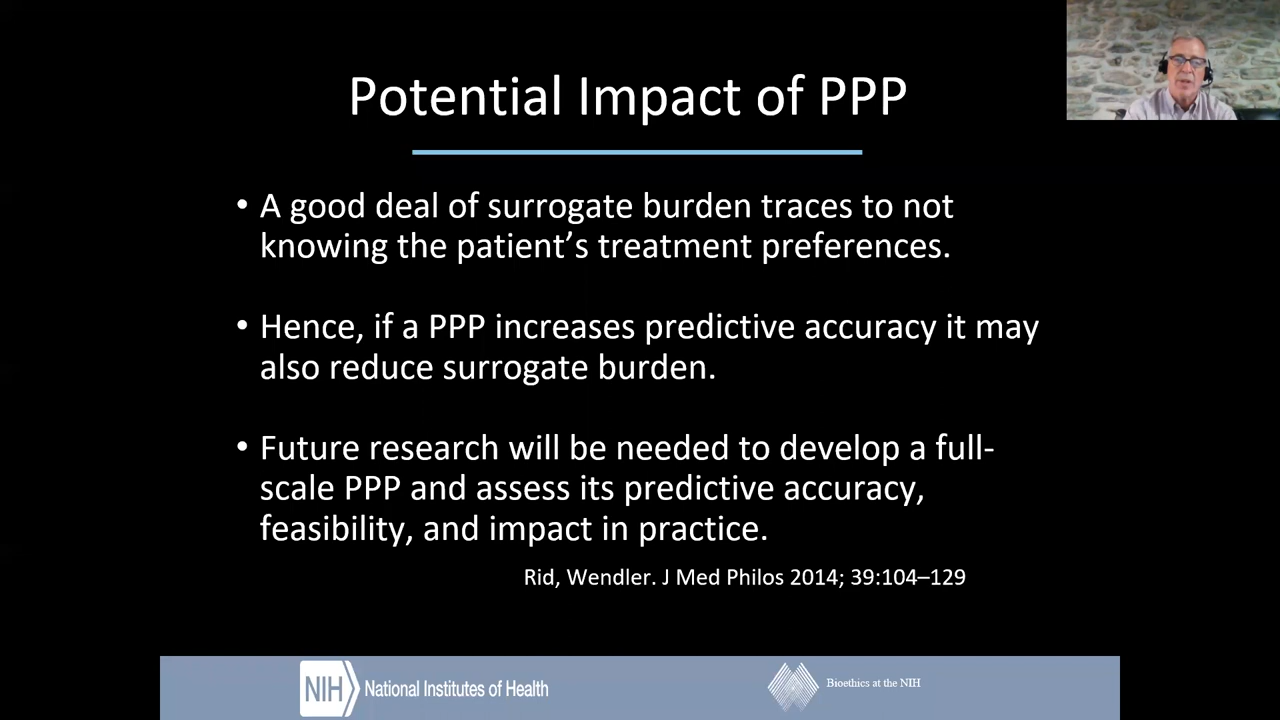 Potential Impact of PPP
• A good deal of surrogate burden traces to not
knowing the patient’s treatment preferences.
• Hence, if a PPP increases predictive accuracy it may
also reduce surrogate burden.
• Future research will be needed to develop a full-
scale PPP and assess its predictive accuracy,
feasibility, and impact in practice.
Rid, Wendler. J Med Philos 2014; 39:104–129
NIH National Institutes of Health
Bioethics at the NIH